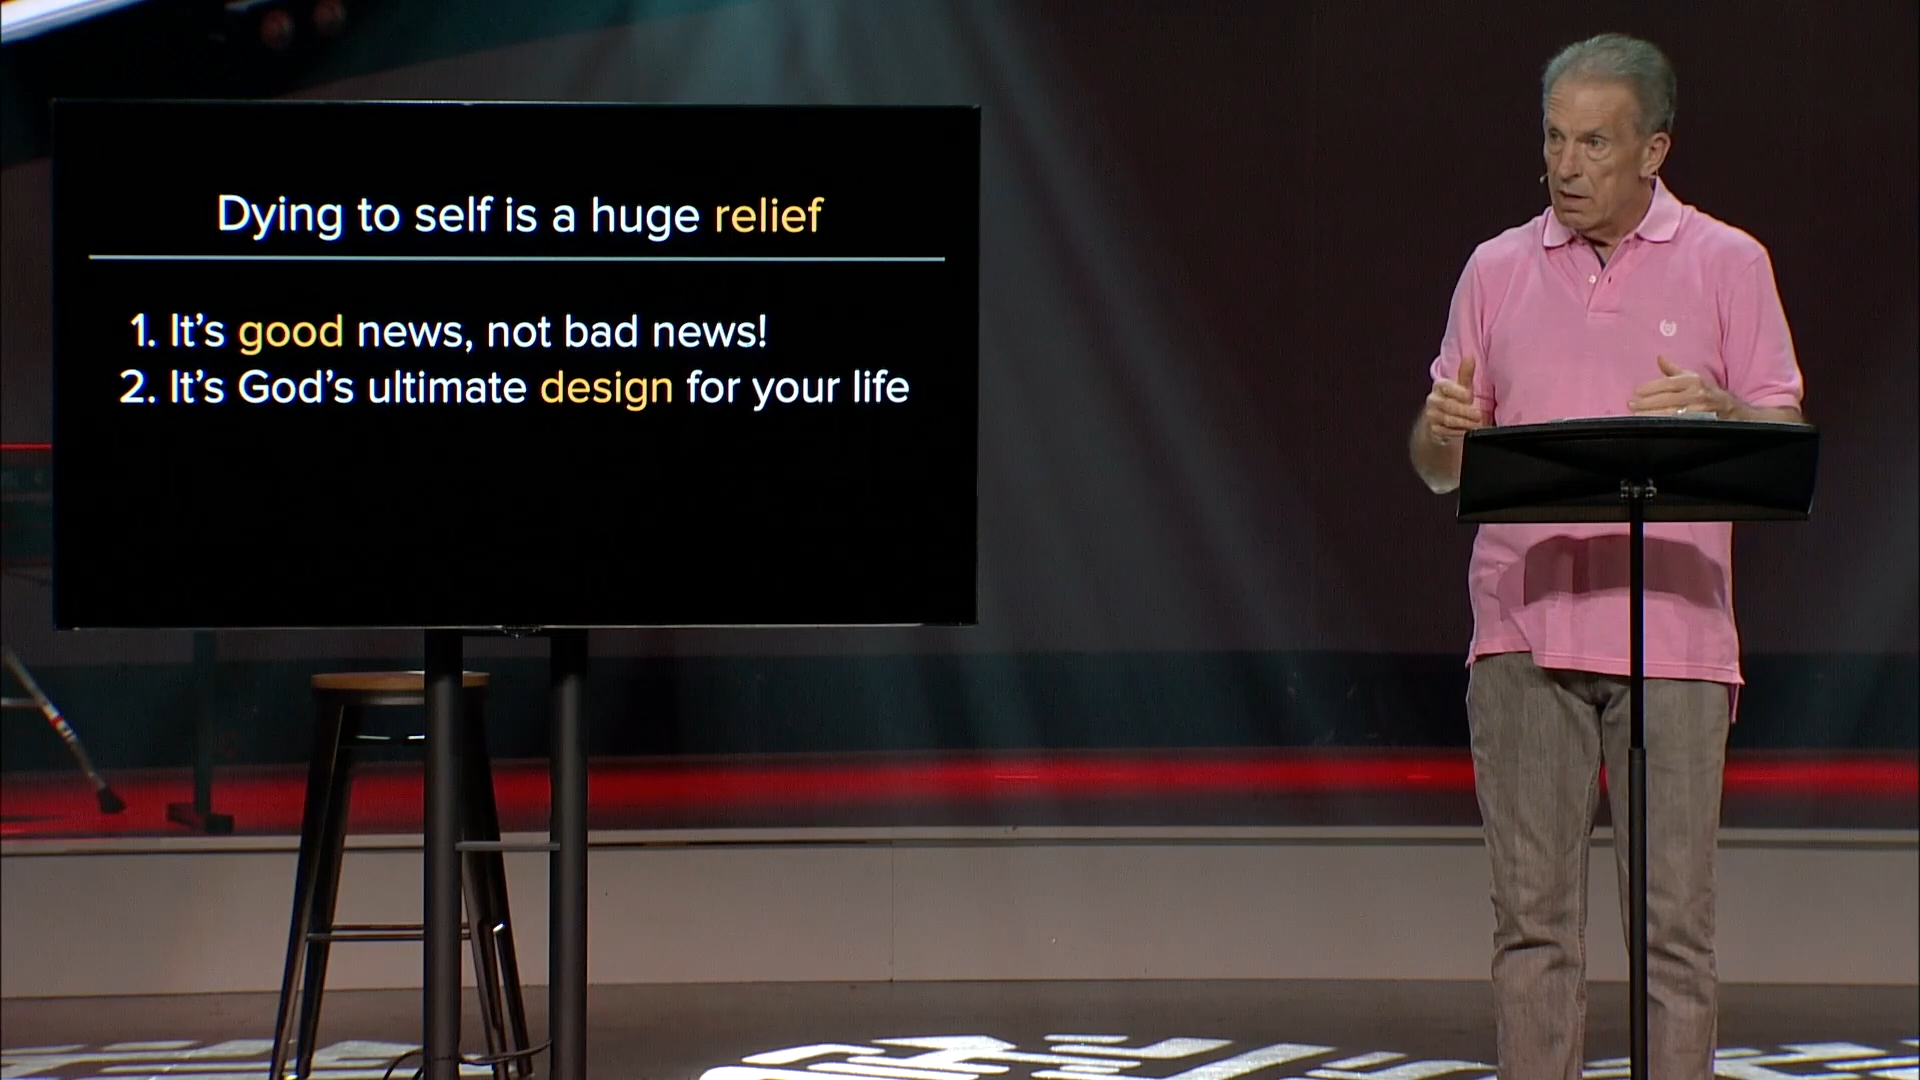 Dying to self is a huge relief
1. It's good news, not bad news!
2. It's God's ultimate design for your life